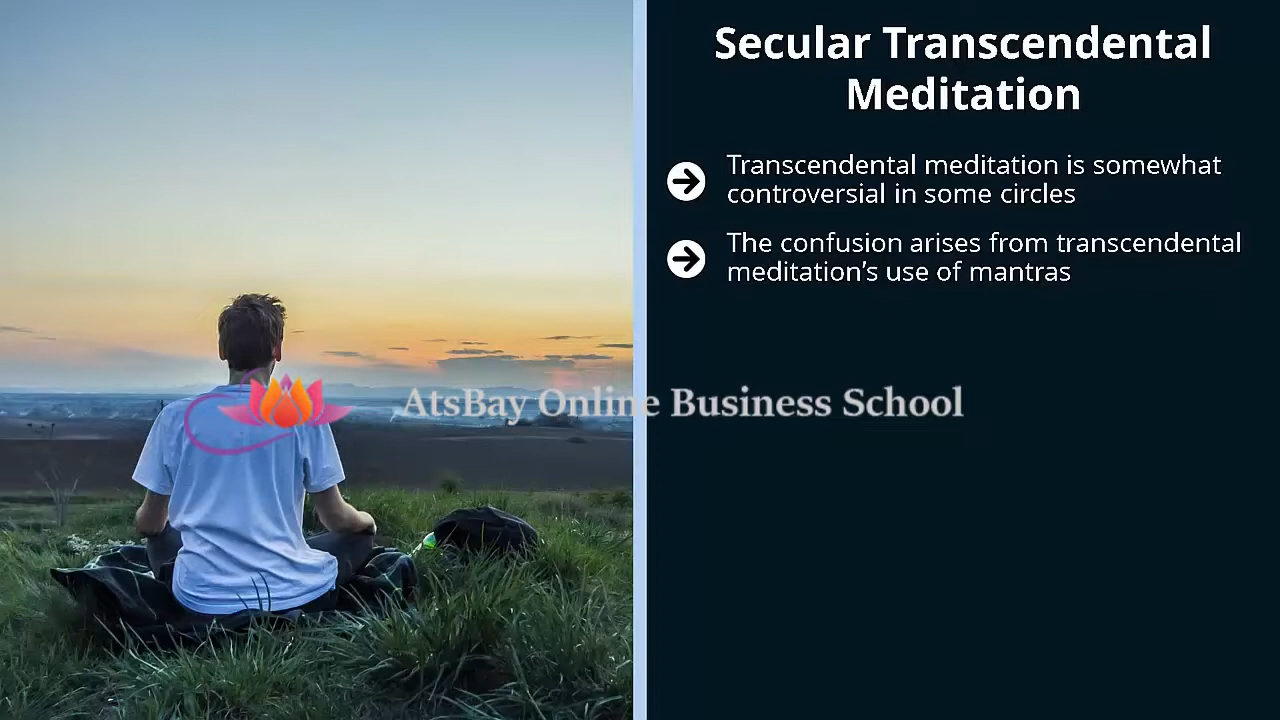 Secular Transcendental
Meditation
Transcendental meditation is somewhat
controversial in some circles
The confusion arises from transcendental
meditation’s use of mantras
AtsBay Online Business School